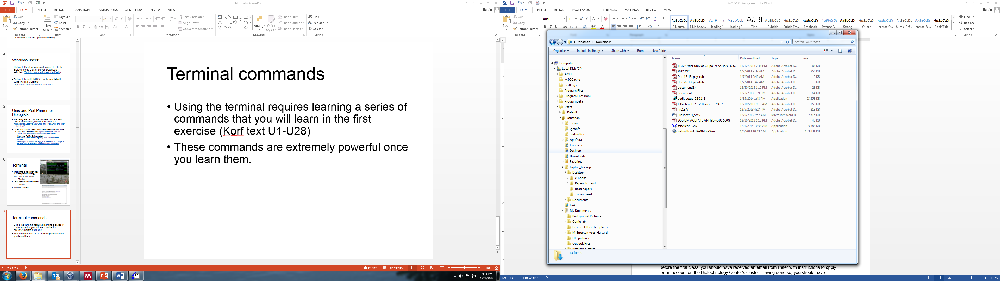 Normal - PowerPoint
FILE HOME INSERT DESIGN TRANSITIONS ANIMATIONS SLIDE SHOW REVIEW VIEW
Sign in
Paste
Cut
Copy
Format Painter
Clipboard
New Slide
Layout
Reset
Section
Slides
28
Font
Text Direction
Align Text
Convert to SmartArt
Paragraph
Arrange
Quick Styles
Shape Fill
Shape Outline
Shape Effects
Drawing
Find
Replace
Select
Editing
4
Windows users:
• Option 1: Do all of your work connected to the
Biotechnology Cluster server. Download
sshclient (ftp://ftp.uconn.edu/restricted/ssh/)
• Option 1: Install LINUX to run in parallel with
Windows (e.g., Biolinux
http://nebc.nerc.ac.uk/tools/bio-linux)
5
Unix and Perl Primer for
Biologists
• The designated text for this course is "Unix and Perl
Primer for Biologists", which can be found here:
• Other optional but useful and cheap resources include:
6
Terminal
• The terminal is the primary way
to do computational biology
• Mac: Utilities/Applications/
Terminal
• Linux: Applications/Accessories/
Terminal
• Windows: sshclient
7
Terminal commands
• Using the terminal requires learning a series of
commands that you will learn in the first
exercise (Korf text U1-U28)
• These commands are extremely powerful once
you learn them.
Terminal commands
• Using the terminal requires learning a series of
commands that you will learn in the first
exercise (Korf text U1-U28)
• These commands are extremely powerful once
you learn them.
SLIDE 7 OF 7
NOTES COMMENTS 116%
2:03 PM
1/21/2014
MCB5472_Assignment_1 - Word
FILE HOME INSERT DESIGN PAGE LAYOUT REFERENCES MAILINGS REVIEW VIEW
Sign in
Paste
Cut
Copy
Format Painter
Clipboard
Arial 11
¶ Normal
¶ No Spac...
Heading 1
Heading 2
Title
Subtitle
Subtle Em...
Emphasis
Intense E...
Strong
Quote
Intense Q...
Subtle Ref...
Intense Re...
Book Title
Find
Replace
Select
Editing
Jonathan Downloads
Search Downloads
Organize Include in library Share with Burn New folder
Computer
Local Disk (C:)
AMD
MSOCache
PerfLogs
Program Files
Program Files (x86)
ProgramData
Users
Default
Jonathan
.gconf
.gconfd
.VirtualBox
AppData
Contacts
Desktop
Downloads
Favorites
Laptop_backup
Desktop
e-Books
Papers_to_read
Read papers
To_not_read
Documents
Links
My Documents
Background Pictures
Currie lab
Custom Office Templates
M_Streptomyces_Harvard
Old pictures
Outlook Files
Name Date modified Type Size
11.12 Order Univ of CT po 39395 so 53375... 11/12/2013 2:34 PM Adobe Acrobat D... 64 KB
2012_W2 1/7/2014 9:37 AM Adobe Acrobat D... 256 KB
Dec_12_13_paystub 1/7/2014 9:42 AM Adobe Acrobat D... 6 KB
Dec_26_13_paystub 1/7/2014 9:42 AM Adobe Acrobat D... 6 KB
document(1) 12/30/2013 1:16 PM Adobe Acrobat D... 28 KB
document 12/3/2013 1:39 PM Adobe Acrobat D... 64 KB
gedit-setup-2.30.1-1 1/15/2014 1:48 PM Application 23,358 KB
J. Bacteriol.-2012-Barreiro-3756-7 12/10/2013 9:19 AM Adobe Acrobat D... 159 KB
nrg1877 12/5/2013 4:53 PM Adobe Acrobat D... 813 KB
Prospectus_SMS 12/9/2013 7:52 AM Microsoft Word D... 32,715 KB
SODIUM ACETATE ANHYDROUS 500G 12/30/2013 1:18 PM Adobe Acrobat D... 43 KB
sshclient-3.2.9 1/21/2014 10:58 AM Application 5,388 KB
VirtualBox-4.3.6-91406-Win 1/6/2014 10:43 AM Application 103,831 KB
13 items
Before the first class, you should have received an email from Peter with instructions to apply
for an account on the Biotechnology Center's cluster. Having done so, you should have
PAGE 1 OF 2 810 WORDS
113%